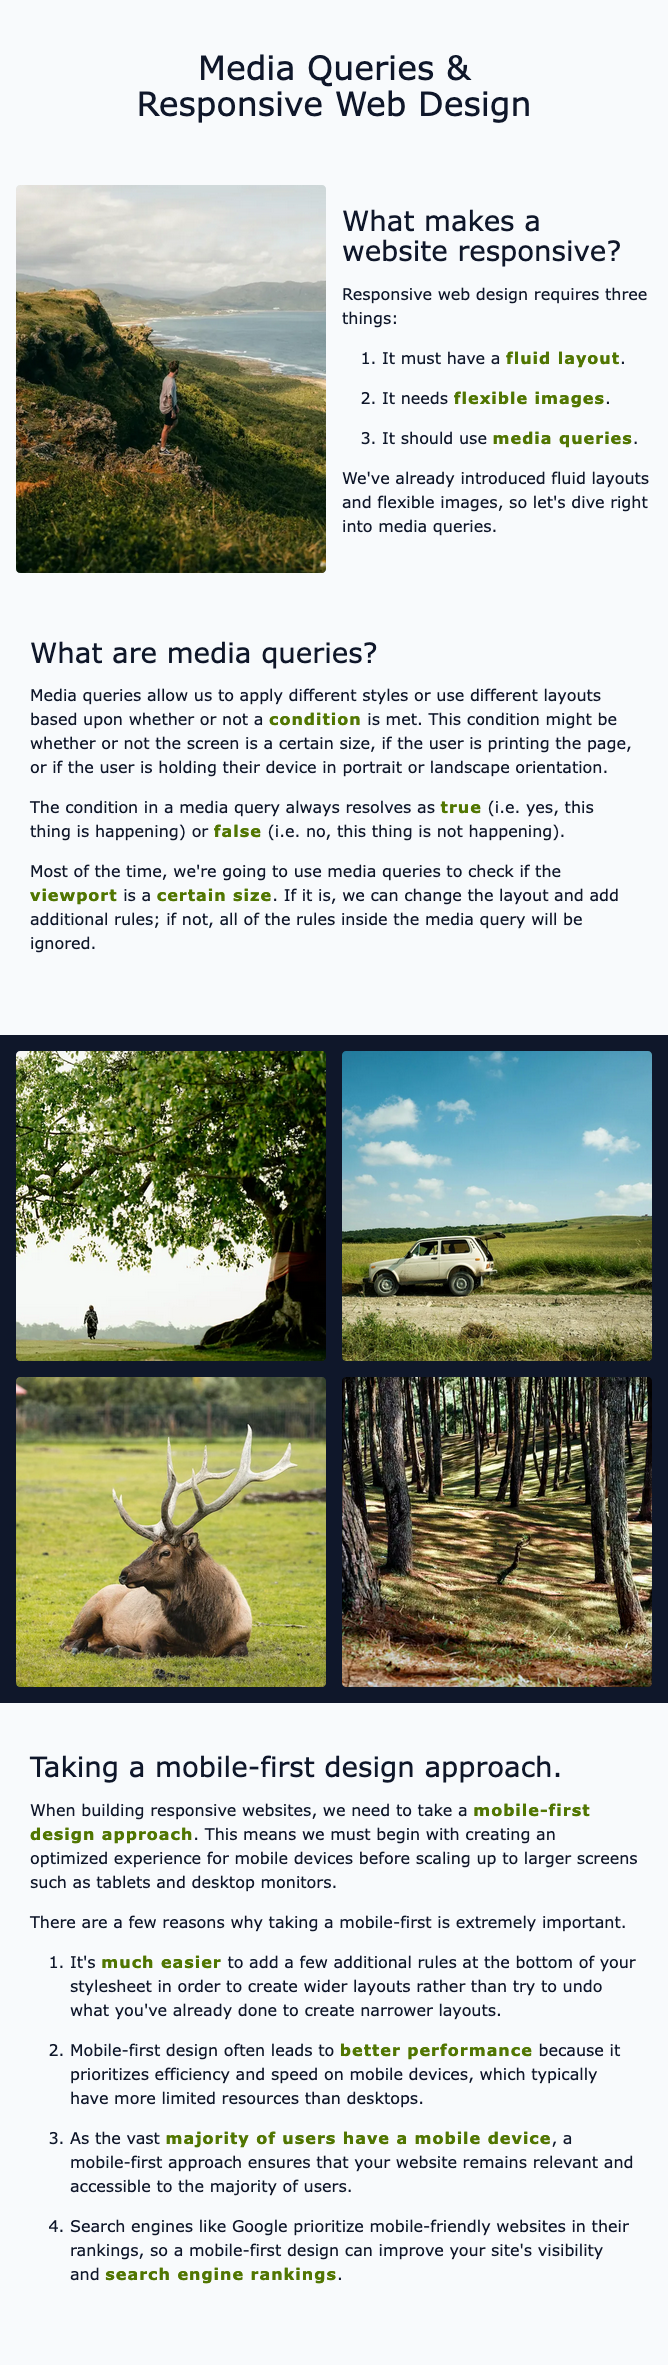 Media Queries &
Responsive Web Design
What makes a
website responsive?
Responsive web design requires three
things:
1. It must have a fluid layout.
2. It needs flexible images.
3. It should use media queries.
We've already introduced fluid layouts
and flexible images, so let's dive right
into media queries.
What are media queries?
Media queries allow us to apply different styles or use different layouts
based upon whether or not a condition is met. This condition might be
whether or not the screen is a certain size, if the user is printing the page,
or if the user is holding their device in portrait or landscape orientation.
The condition in a media query always resolves as true (i.e. yes, this
thing is happening) or false (i.e. no, this thing is not happening).
Most of the time, we're going to use media queries to check if the
viewport is a certain size. If it is, we can change the layout and add
additional rules; if not, all of the rules inside the media query will be
ignored.
Taking a mobile-first design approach.
When building responsive websites, we need to take a mobile-first
design approach. This means we must begin with creating an
optimized experience for mobile devices before scaling up to larger screens
such as tablets and desktop monitors.
There are a few reasons why taking a mobile-first is extremely important.
1. It's much easier to add a few additional rules at the bottom of your
stylesheet in order to create wider layouts rather than try to undo
what you've already done to create narrower layouts.
2. Mobile-first design often leads to better performance because it
prioritizes efficiency and speed on mobile devices, which typically
have more limited resources than desktops.
3. As the vast majority of users have a mobile device, a
mobile-first approach ensures that your website remains relevant and
accessible to the majority of users.
4. Search engines like Google prioritize mobile-friendly websites in their
rankings, so a mobile-first design can improve your site's visibility
and search engine rankings.